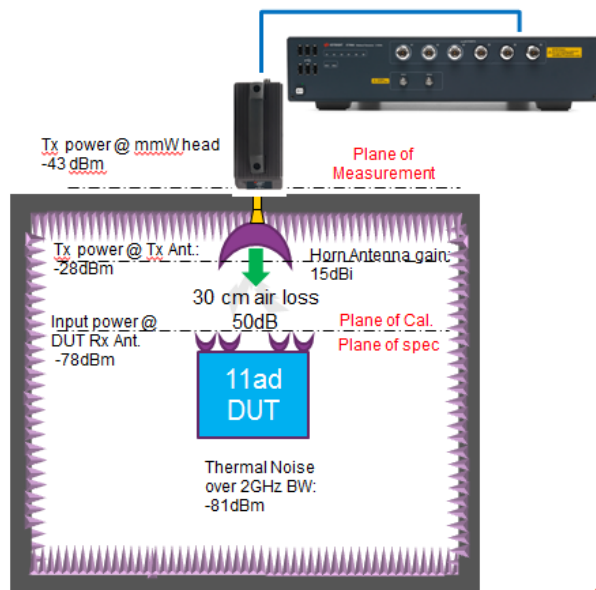 Tx power @ mmW head
-43 dBm
Plane of
Measurement
Tx power @ Tx Ant.:
-28dBm
Horn Antenna gain:
15dBi
30 cm air loss
50dB
Input power @
DUT Rx Ant.
-78dBm
Plane of Cal.
Plane of spec
11ad
DUT
Thermal Noise
over 2GHz BW:
-81dBm